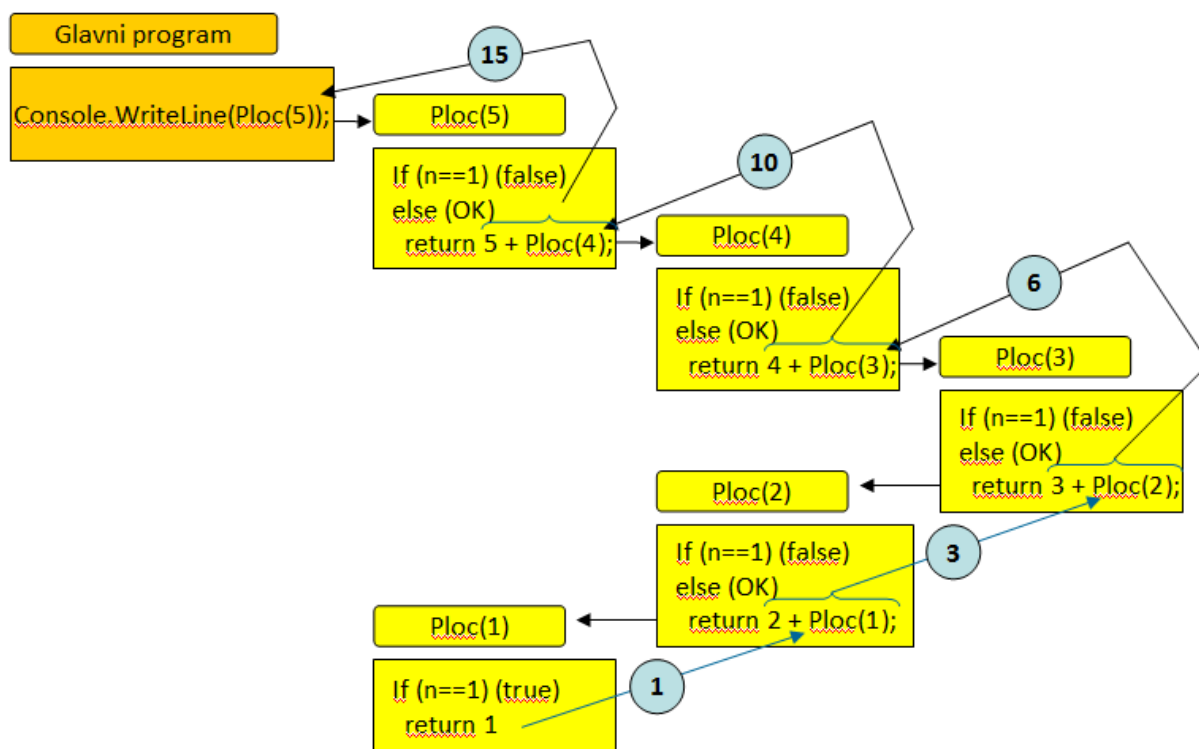 Glavni program
15
Console.WriteLine(Ploc(5));
Ploc(5)
If (n==1) (false)
else (OK)
return 5 + Ploc(4);
10
Ploc(4)
If (n==1) (false)
else (OK)
return 4 + Ploc(3);
6
Ploc(3)
If (n==1) (false)
else (OK)
return 3 + Ploc(2);
Ploc(2)
If (n==1) (false)
else (OK)
return 2 + Ploc(1);
3
Ploc(1)
If (n==1) (true)
return 1
1